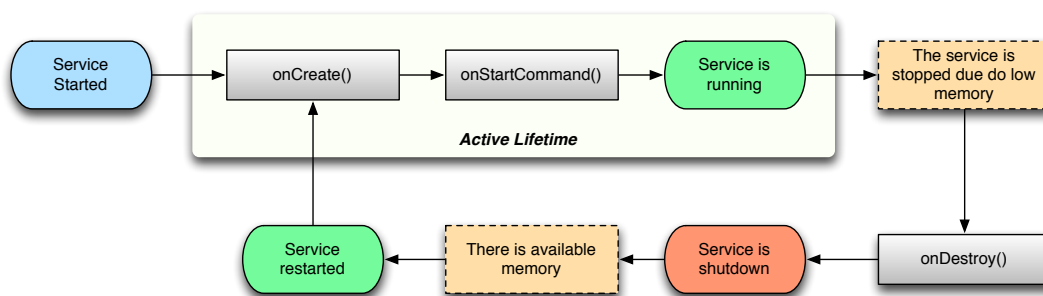 Service
Started
onCreate()
onStartCommand()
Service is
running
The service is
stopped due do low
memory
Active Lifetime
Service
restarted
There is available
memory
Service is
shutdown
onDestroy()